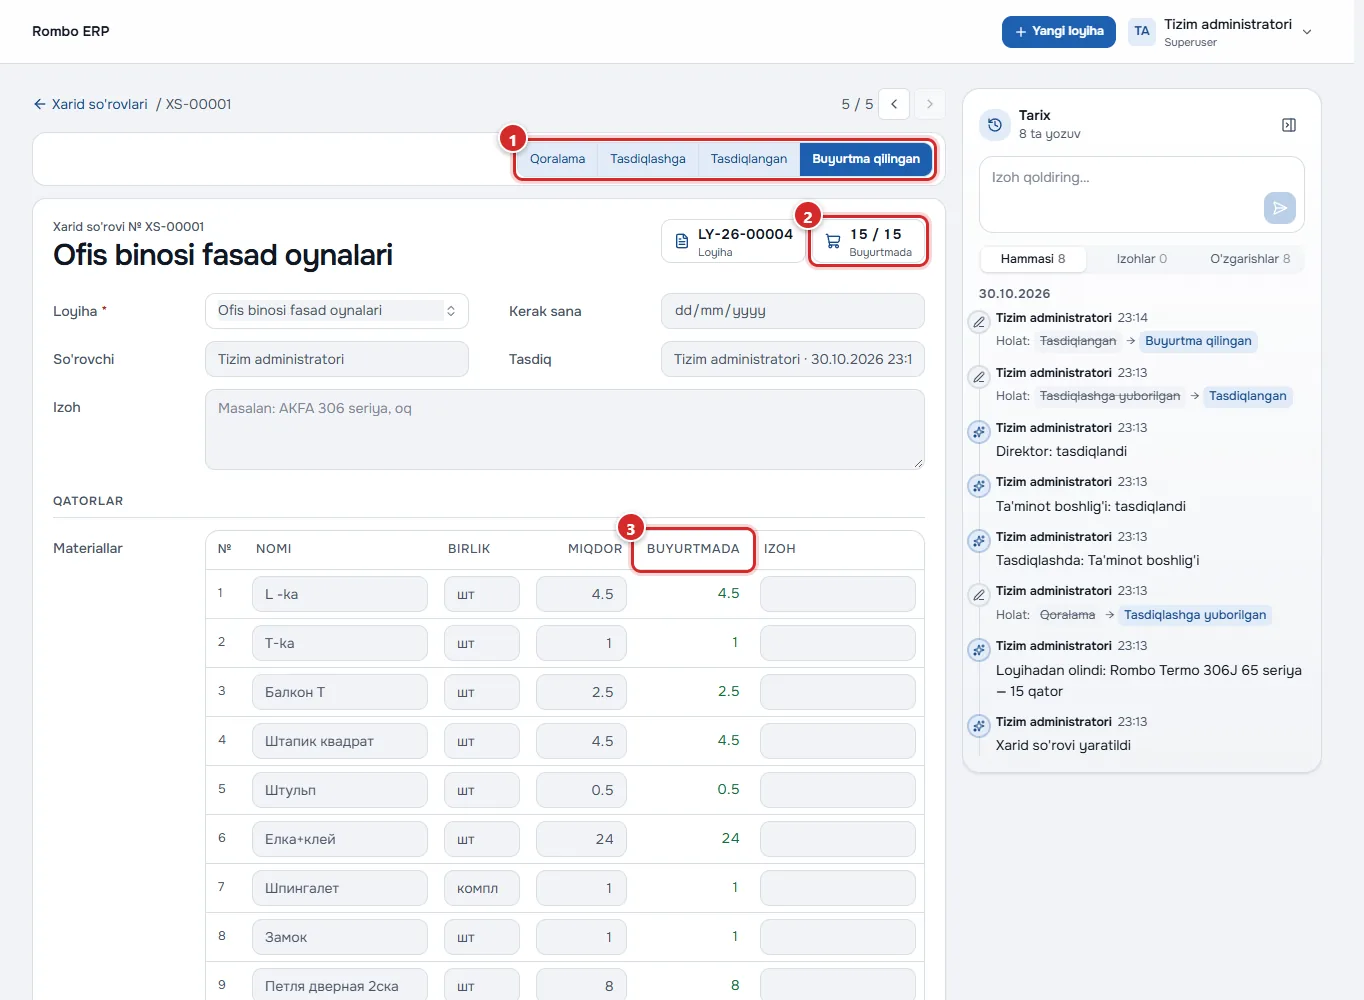 Rombo ERP
+ Yangi loyiha
TA
Tizim administratori
Superuser
← Xarid so'rovlari / XS-00001
5 / 5
1
Qoralama
Tasdiqlashga
Tasdiqlangan
Buyurtma qilingan
Xarid so'rovi № XS-00001
Ofis binosi fasad oynalari
LY-26-00004
Loyiha
2
15 / 15
Buyurtmada
Loyiha *
Ofis binosi fasad oynalari
Kerak sana
dd/mm/yyyy
So'rovchi
Tizim administratori
Tasdiq
Tizim administratori · 30.10.2026 23:1
Izoh
Masalan: AKFA 306 seriya, oq
QATORLAR
Materiallar
3
№ NOMI BIRLIK MIQDOR BUYURTMADA IZOH
1 L -ka шт 4.5 4.5
2 T-ka шт 1 1
3 Балкон Т шт 2.5 2.5
4 Штапик квадрат шт 4.5 4.5
5 Штульп шт 0.5 0.5
6 Елка+клей шт 24 24
7 Шпингалет компл 1 1
8 Замок шт 1 1
9 Петля дверная 2ска шт 8 8
Tarix
8 ta yozuv
Izoh qoldiring...
Hammasi 8
Izohlar 0
O'zgarishlar 8
30.10.2026
Tizim administratori 23:14
Holat: Tasdiqlangan → Buyurtma qilingan
Tizim administratori 23:13
Holat: Tasdiqlashga yuborilgan → Tasdiqlangan
Tizim administratori 23:13
Direktor: tasdiqlandi
Tizim administratori 23:13
Ta'minot boshlig'i: tasdiqlandi
Tizim administratori 23:13
Tasdiqlashda: Ta'minot boshlig'i
Tizim administratori 23:13
Holat: Qoralama → Tasdiqlashga yuborilgan
Tizim administratori 23:13
Loyihadan olindi: Rombo Termo 306J 65 seriya
— 15 qator
Tizim administratori 23:13
Xarid so'rovi yaratildi